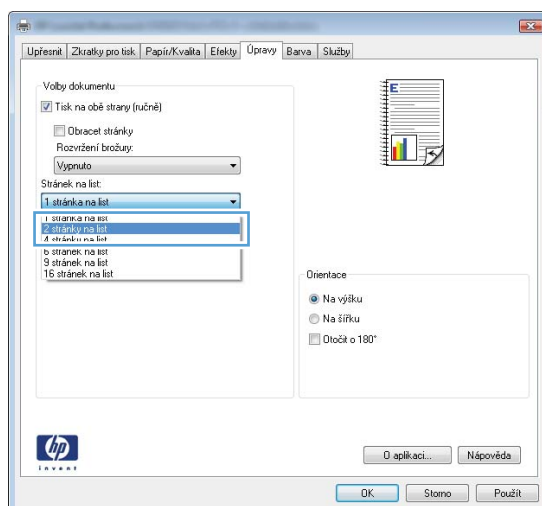 Upřesnit Zkratky pro tisk Papír/Kvalita Efekty Úpravy Barva Služby
Volby dokumentu
Tisk na obě strany (ručně)
Obracet stránky
Rozvržení brožury:
Vypnuto
Stránek na list:
1 stránka na list
1 stránka na list
2 stránky na list
4 stránku na list
6 stránek na list
9 stránek na list
16 stránek na list
E
Orientace
Na výšku
Na šířku
Otočit o 180°
hp
invent
O aplikaci... Nápověda
OK Storno Použít